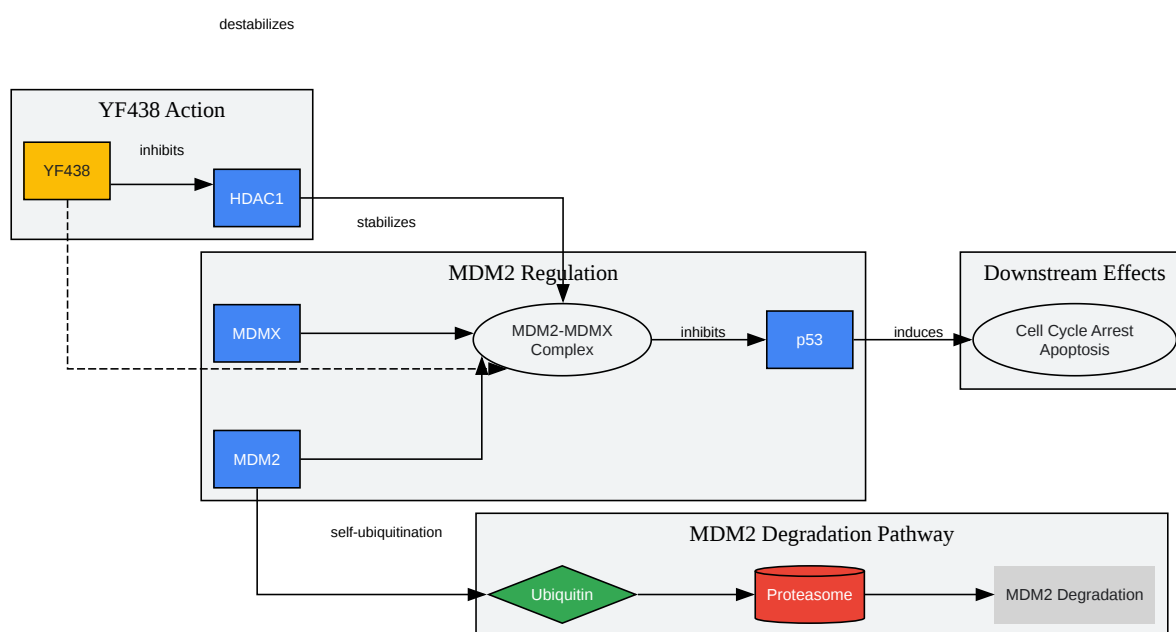 destabilizes
YF438 Action
inhibits
YF438
HDAC1
stabilizes
MDM2 Regulation
Downstream Effects
MDMX
MDM2-MDMX
Complex
inhibits
p53
induces
Cell Cycle Arrest
Apoptosis
MDM2
self-ubiquitination
MDM2 Degradation Pathway
Ubiquitin
Proteasome
MDM2 Degradation